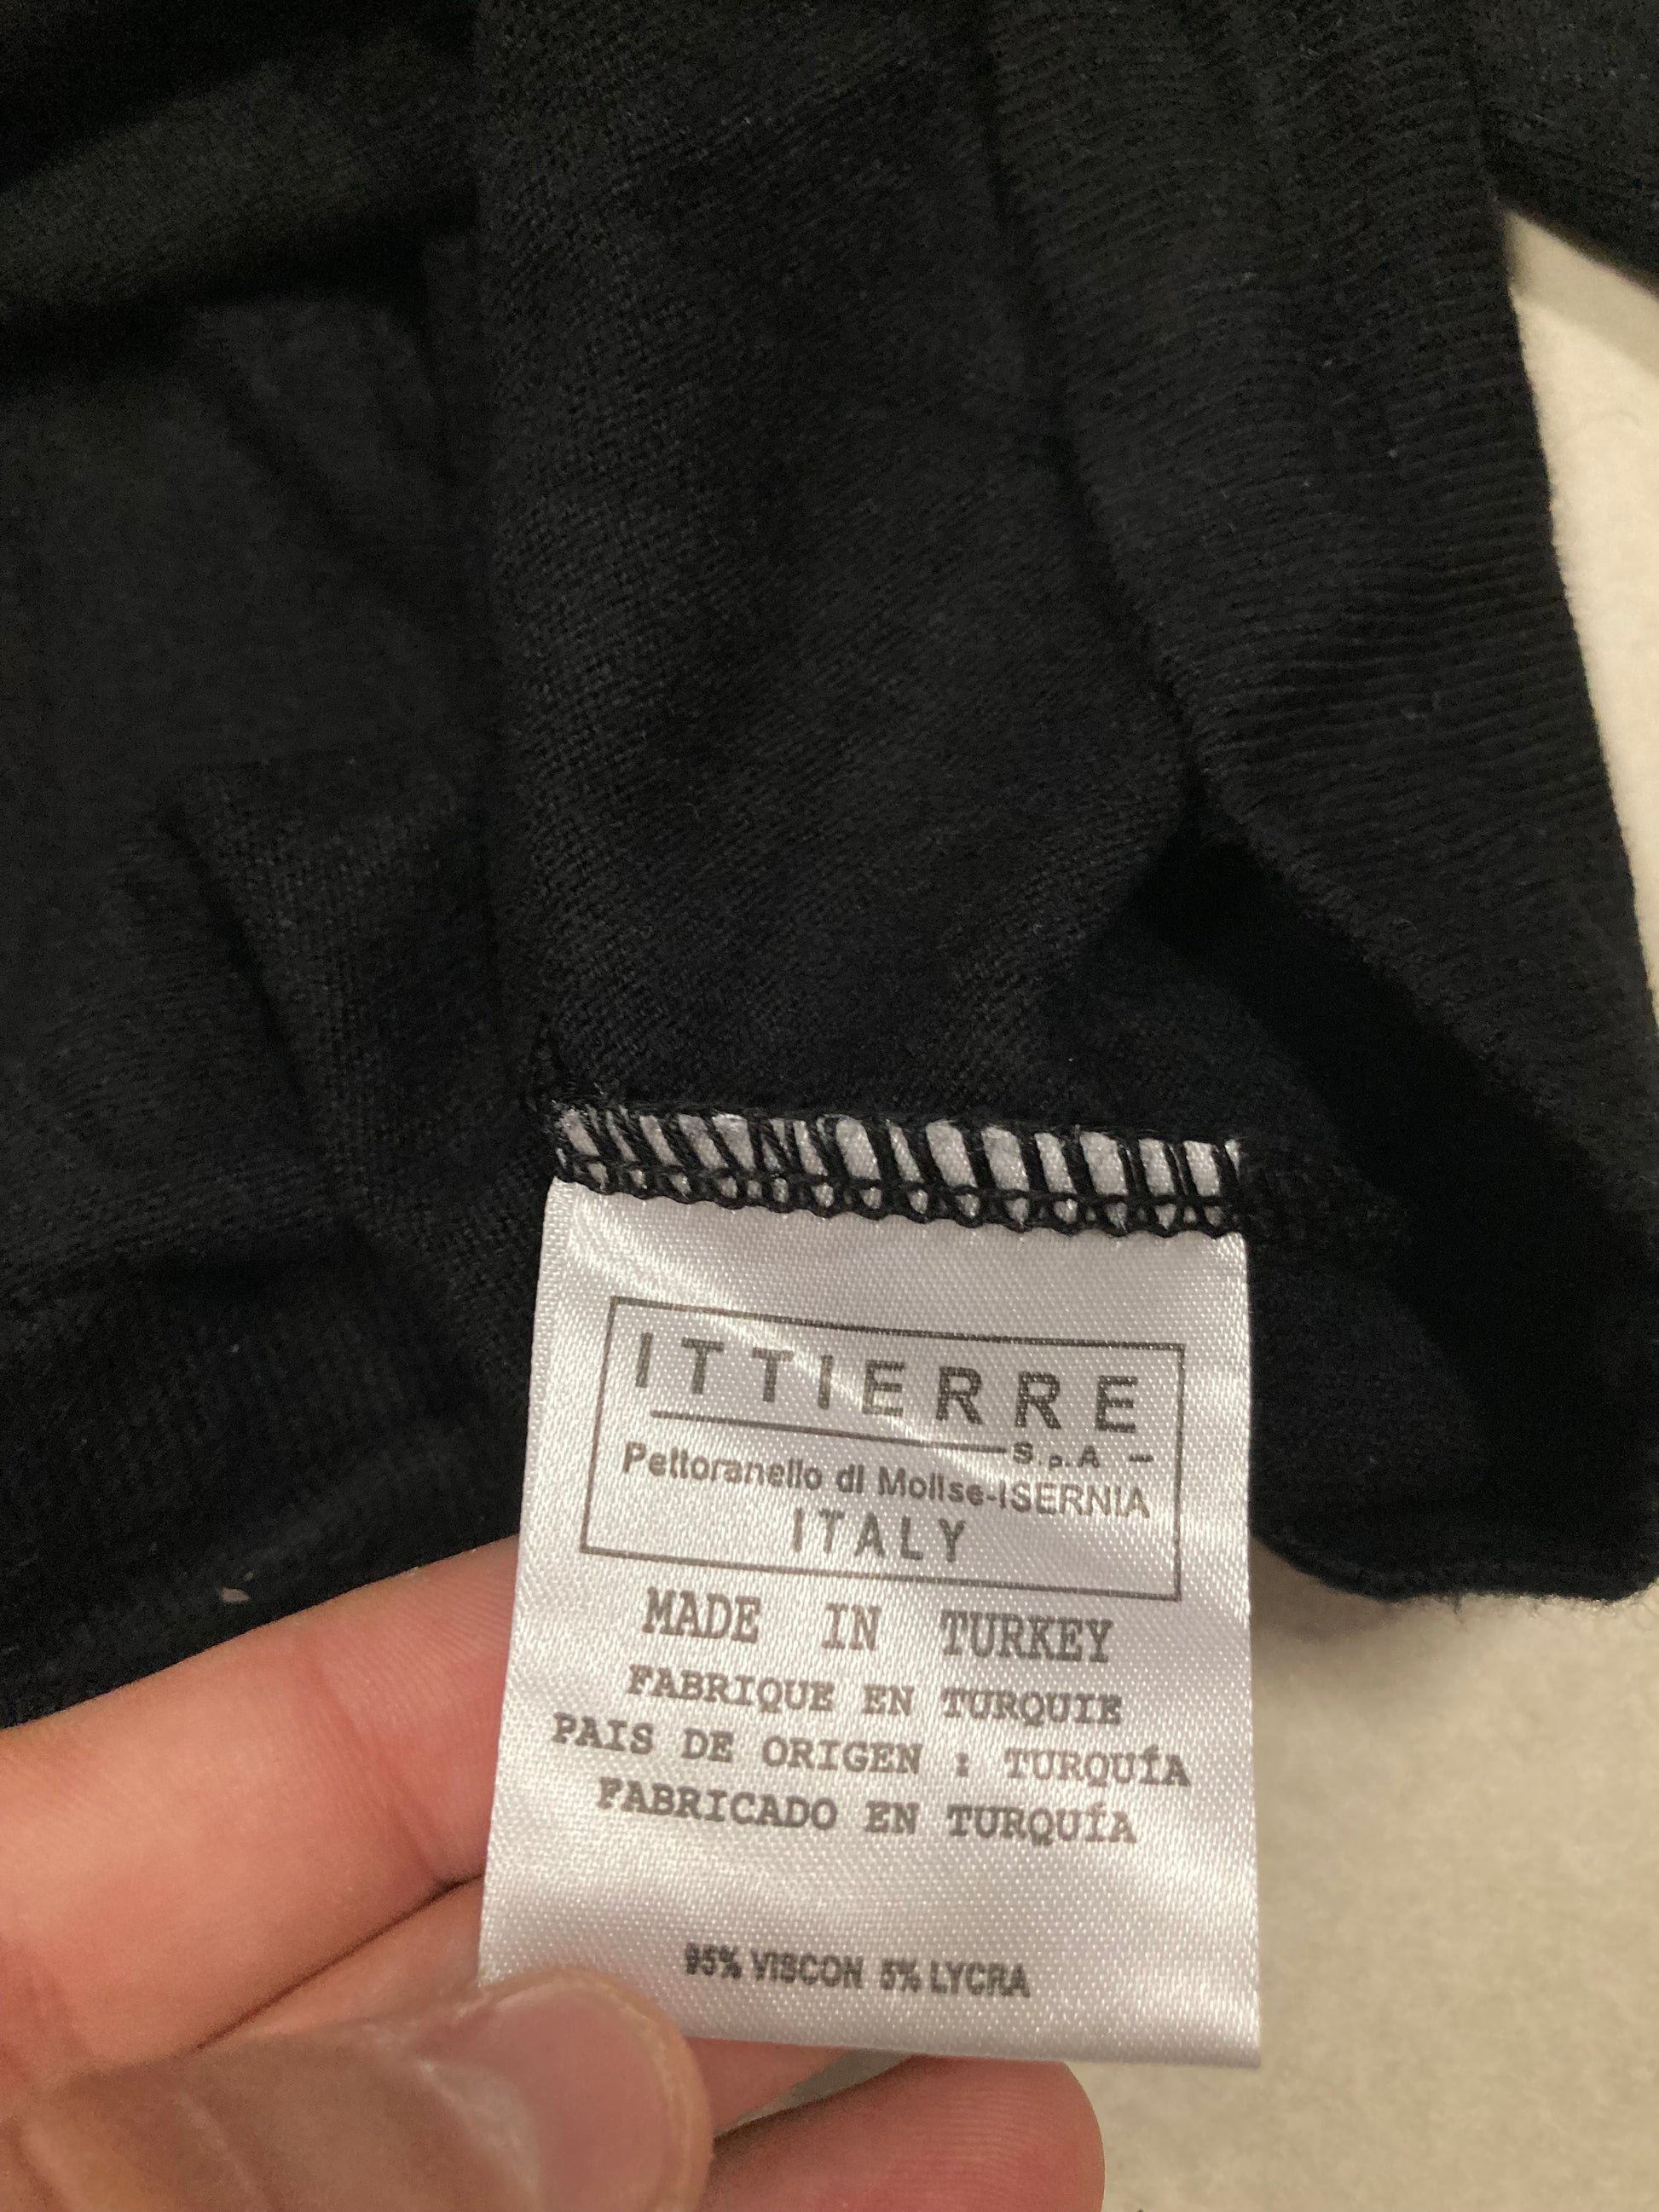 ITTIERRE
S.p.A
Pettoranello di Molise-ISERNIA
ITALY
MADE IN TURKEY
FABRIQUE EN TURQUIE
PAIS DE ORIGEN : TURQUÍA
FABRICADO EN TURQUÍA
95% VISCON 5% LYCRA